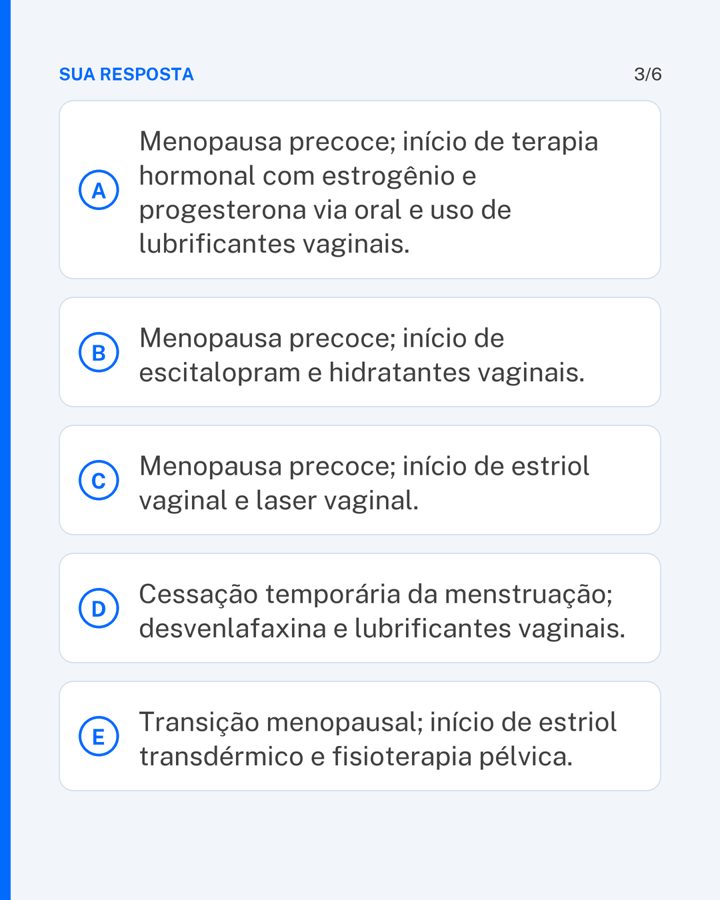 SUA RESPOSTA
3/6
A
Menopausa precoce; início de terapia
hormonal com estrogênio e
progesterona via oral e uso de
lubrificantes vaginais.
B
Menopausa precoce; início de
escitalopram e hidratantes vaginais.
C
Menopausa precoce; início de estriol
vaginal e laser vaginal.
D
Cessação temporária da menstruação;
desvenlafaxina e lubrificantes vaginais.
E
Transição menopausal; início de estriol
transdérmico e fisioterapia pélvica.